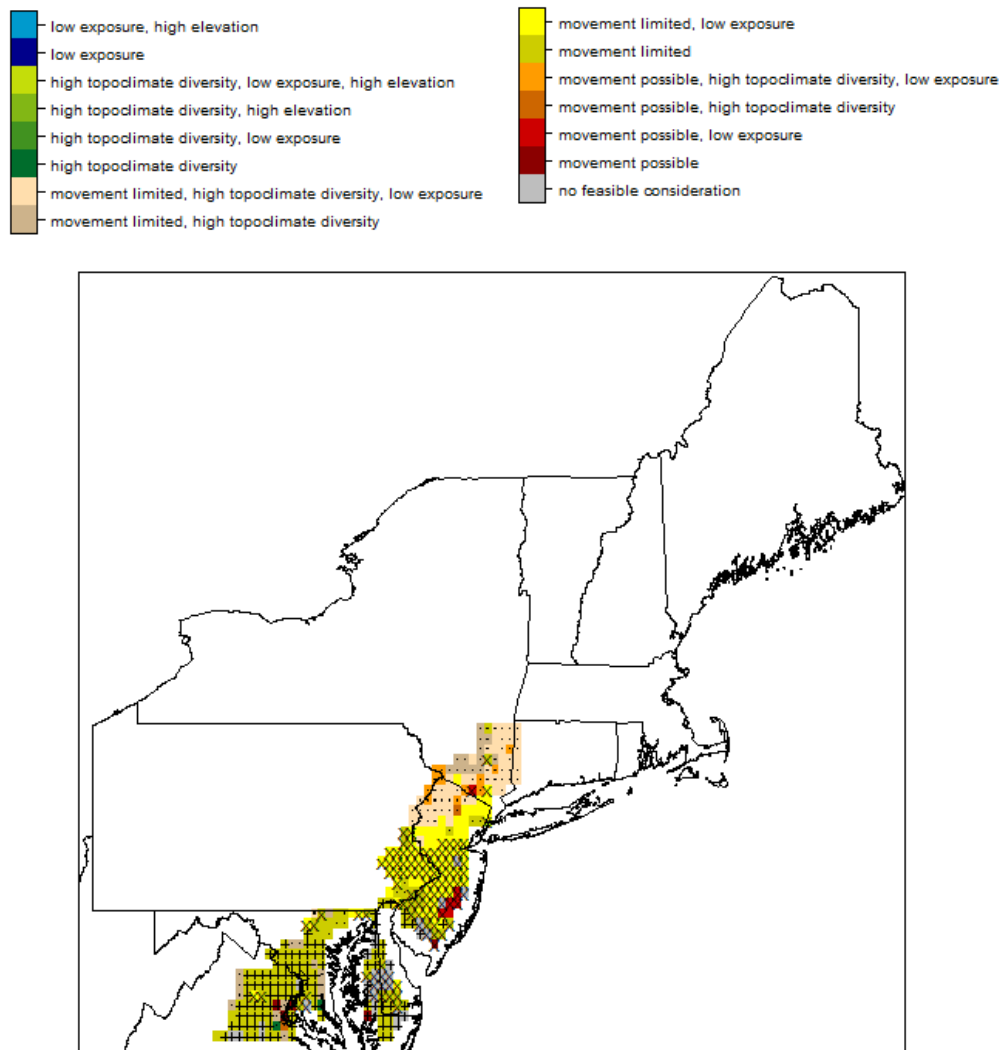 low exposure, high elevation
low exposure
high topoclimate diversity, low exposure, high elevation
high topoclimate diversity, high elevation
high topoclimate diversity, low exposure
high topoclimate diversity
movement limited, high topoclimate diversity, low exposure
movement limited, high topoclimate diversity
movement limited, low exposure
movement limited
movement possible, high topoclimate diversity, low exposure
movement possible, high topoclimate diversity
movement possible, low exposure
movement possible
no feasible consideration